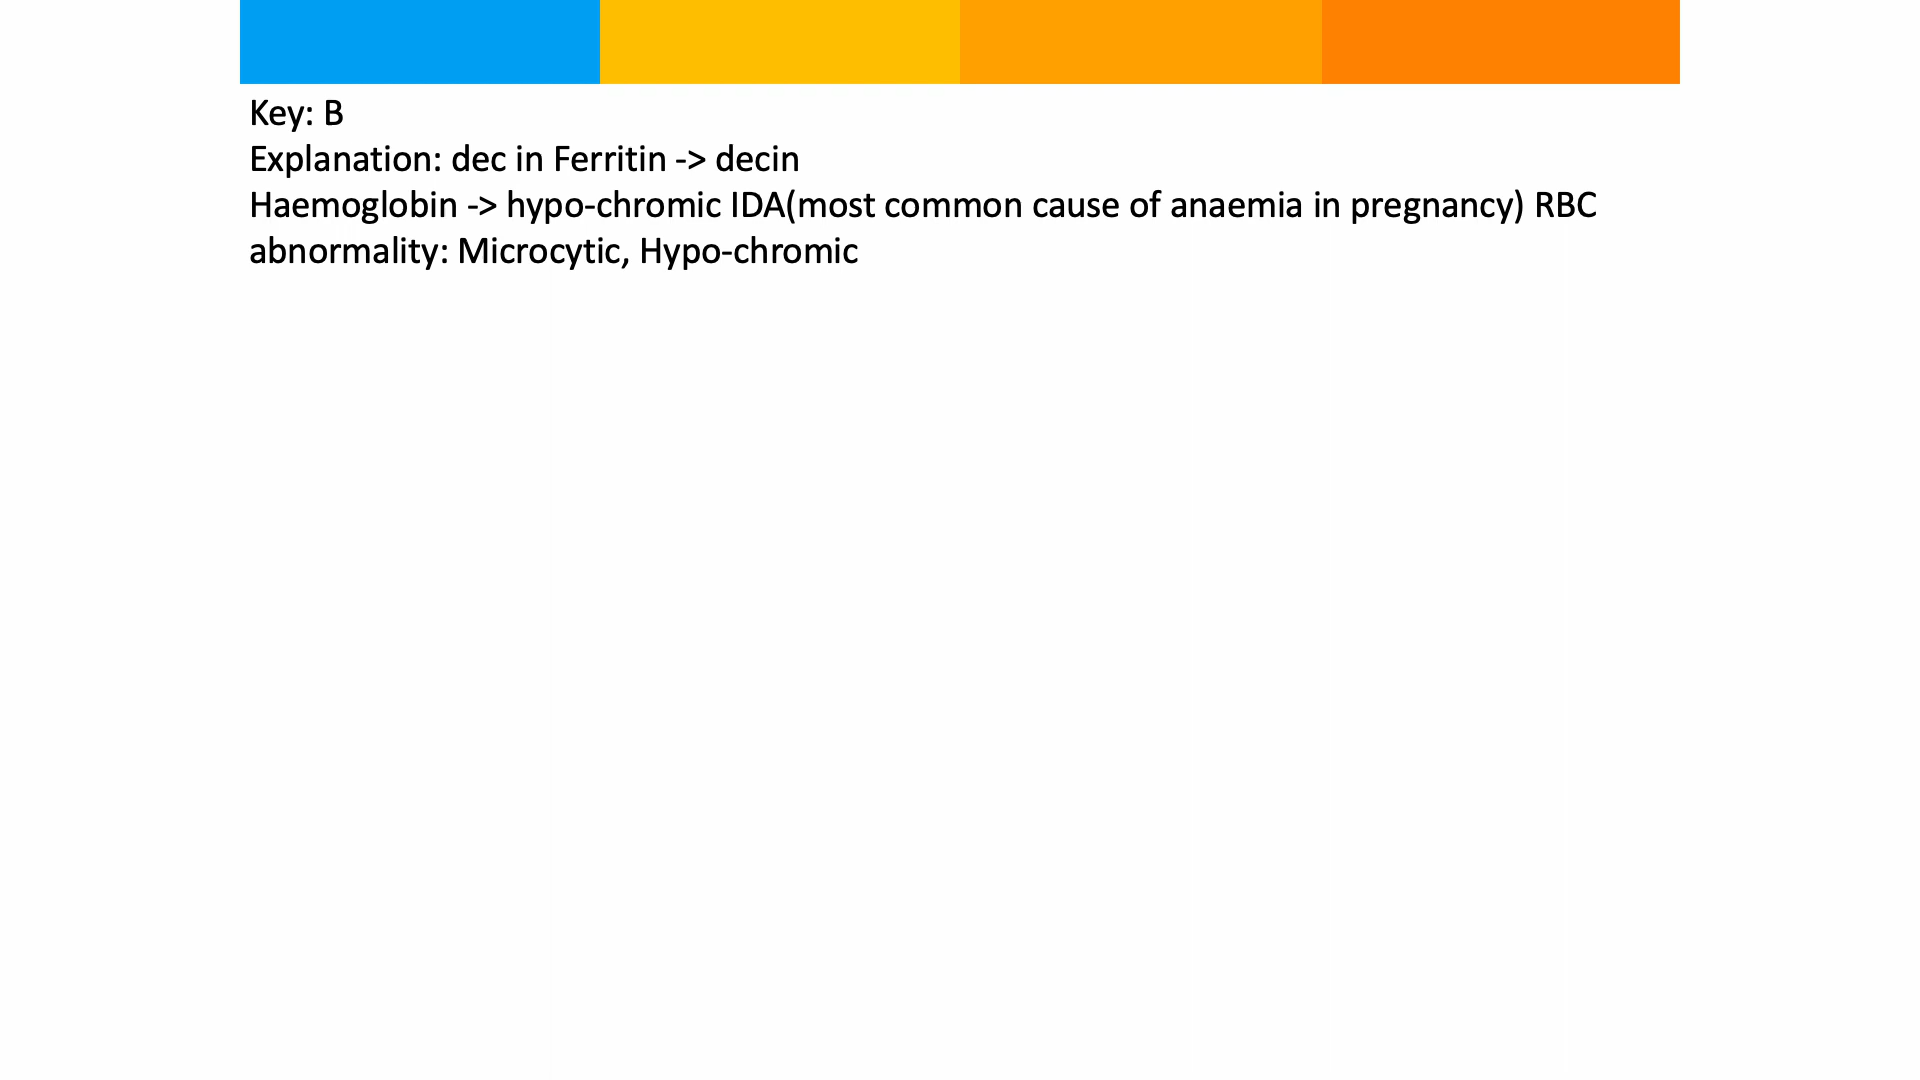 Key: B
Explanation: dec in Ferritin -> decin
Haemoglobin -> hypo-chromic IDA(most common cause of anaemia in pregnancy) RBC
abnormality: Microcytic, Hypo-chromic